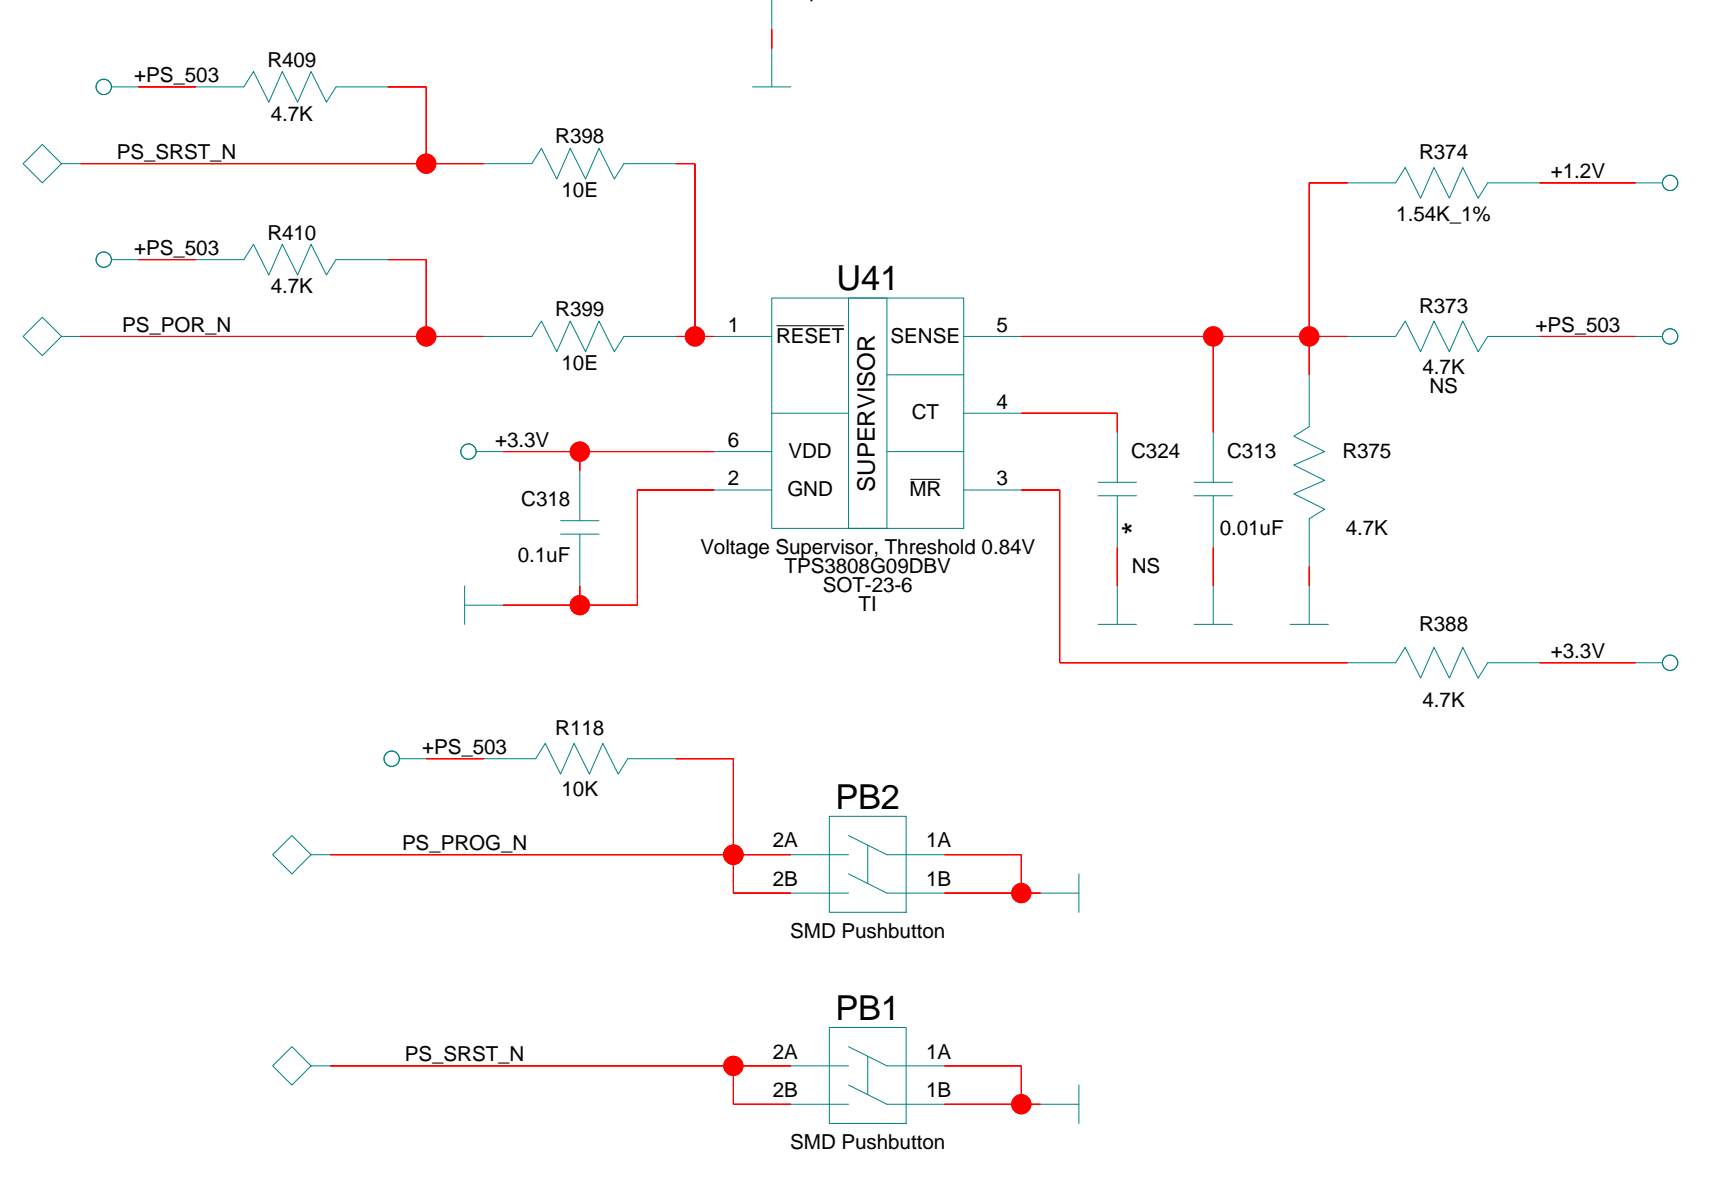 R409
+PS_503
4.7K
PS_SRST_N
R398
10E
R374
+1.2V
1.54K_1%
R410
+PS_503
4.7K
PS_POR_N
R399
10E
U41
1
RESET
SENSE
5
R373
+PS_503
4.7K
NS
SUPERVISOR
CT
4
+3.3V
6
VDD
2
GND
MR
3
C318
0.1uF
C324
*
NS
C313
0.01uF
R375
4.7K
Voltage Supervisor, Threshold 0.84V
TPS3808G09DBV
SOT-23-6
TI
R388
+3.3V
4.7K
R118
+PS_503
10K
PB2
PS_PROG_N
2A
1A
2B
1B
SMD Pushbutton
PB1
PS_SRST_N
2A
1A
2B
1B
SMD Pushbutton